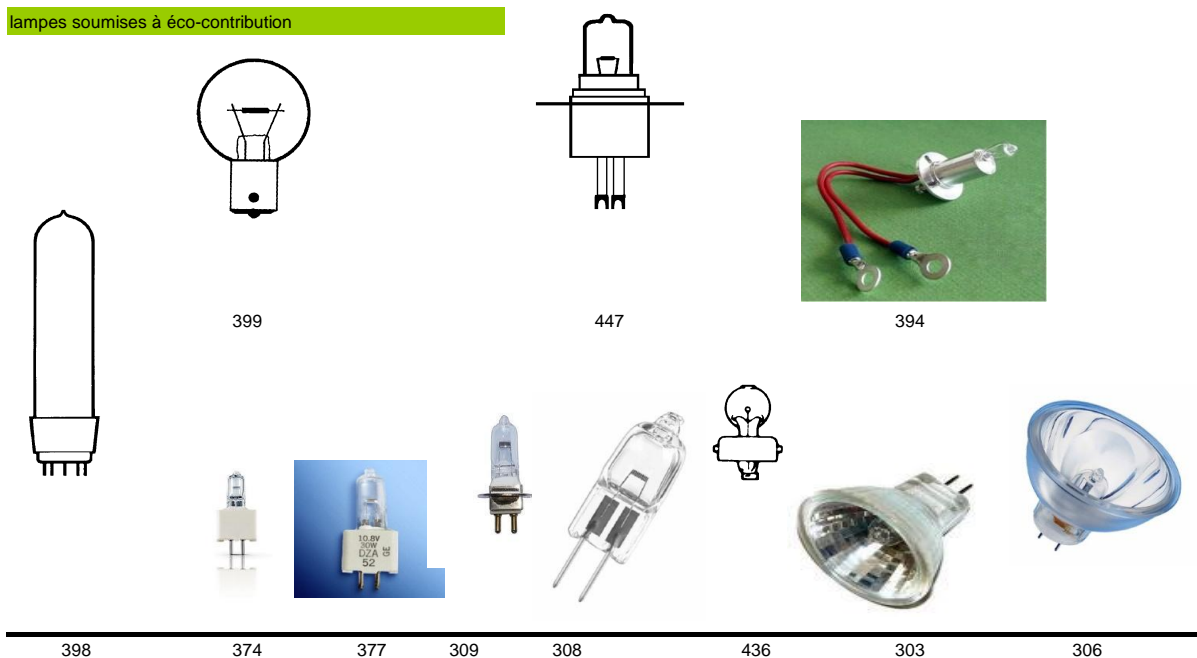 lampes soumises à éco-contribution
399 447 394
10.8V
30W
DZA
52
GE
398 374 377 309 308 436 303 306